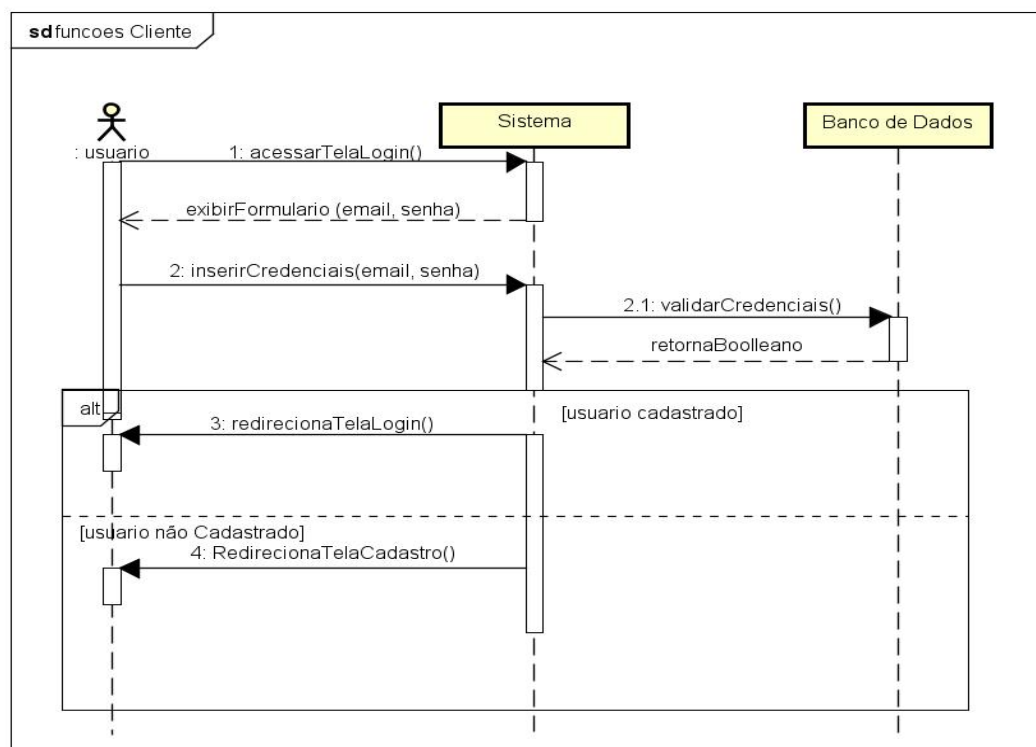 sd funcoes Cliente
Sistema
Banco de Dados
: usuario
1: acessarTelaLogin()
exibirFormulario (email, senha)
2: inserirCredenciais(email, senha)
2.1: validarCredenciais()
retornaBoolleano
alt
[usuario cadastrado]
3: redirecionaTelaLogin()
[usuario não Cadastrado]
4: RedirecionaTelaCadastro()